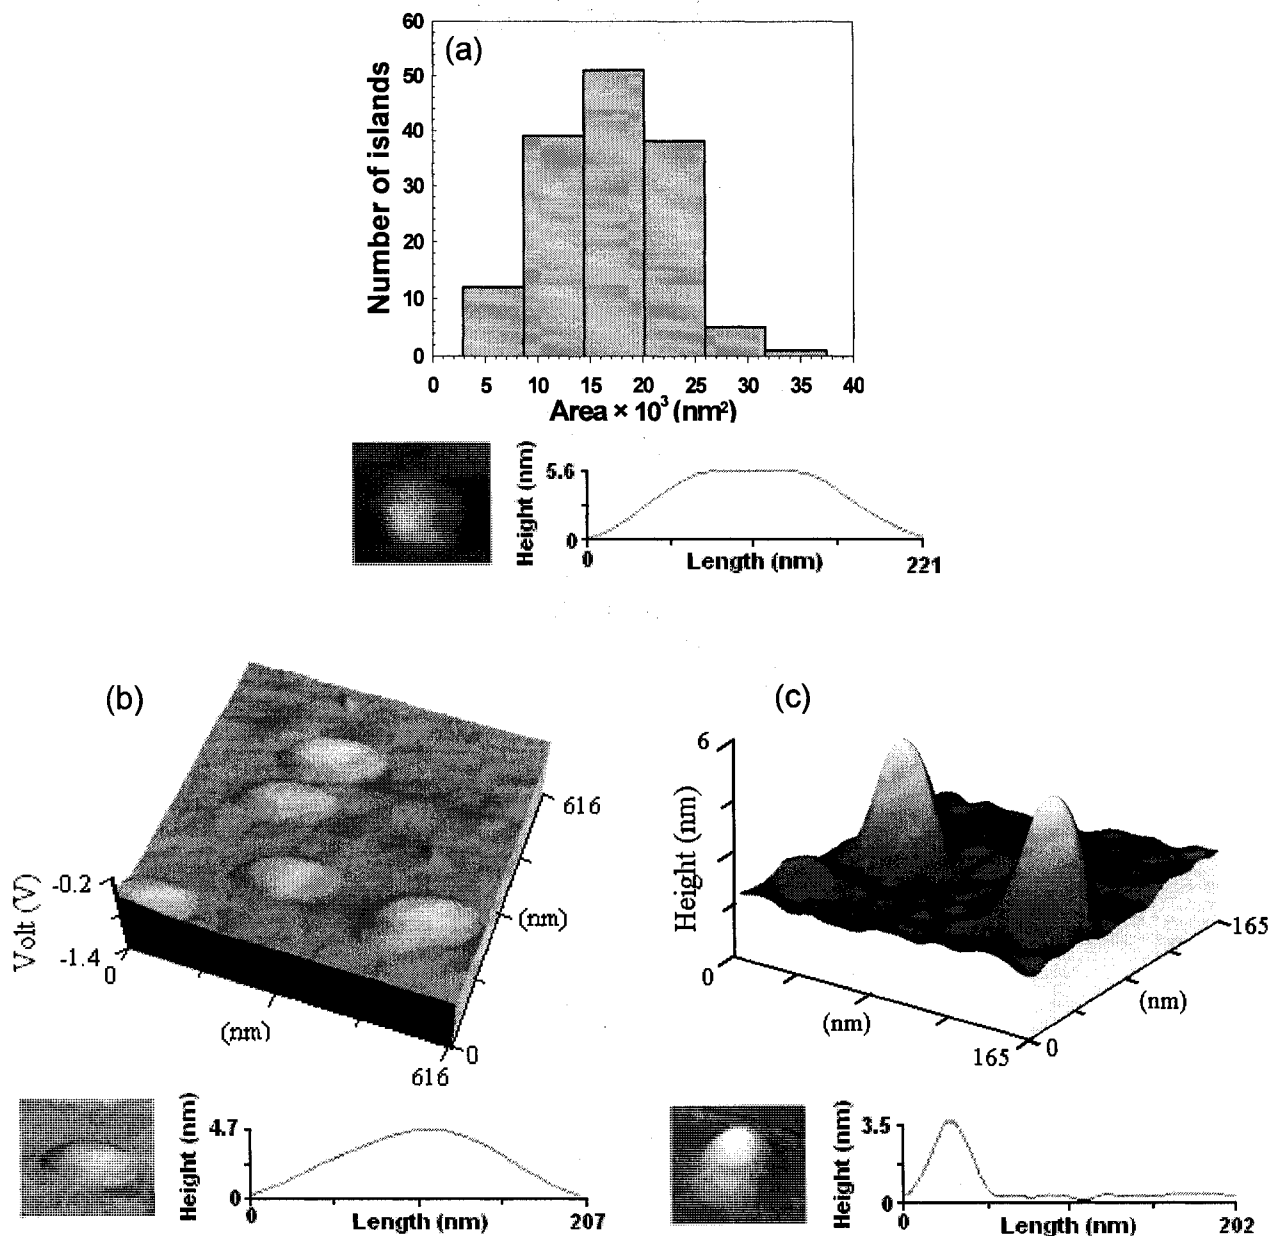 (a)
Number of islands
60
50
40
30
20
10
0
0 5 10 15 20 25 30 35 40
Area × 10³ (nm²)
Height (nm)
5.6
0
0 Length (nm) 221
(b)
Volt (V)
-0.2
-1.4
0
(nm)
616
0
(nm)
616
Height (nm)
4.7
0
0 Length (nm) 207
(c)
Height (nm)
6
0
(nm)
165
0
(nm)
165
Height (nm)
3.5
0
0 Length (nm) 202